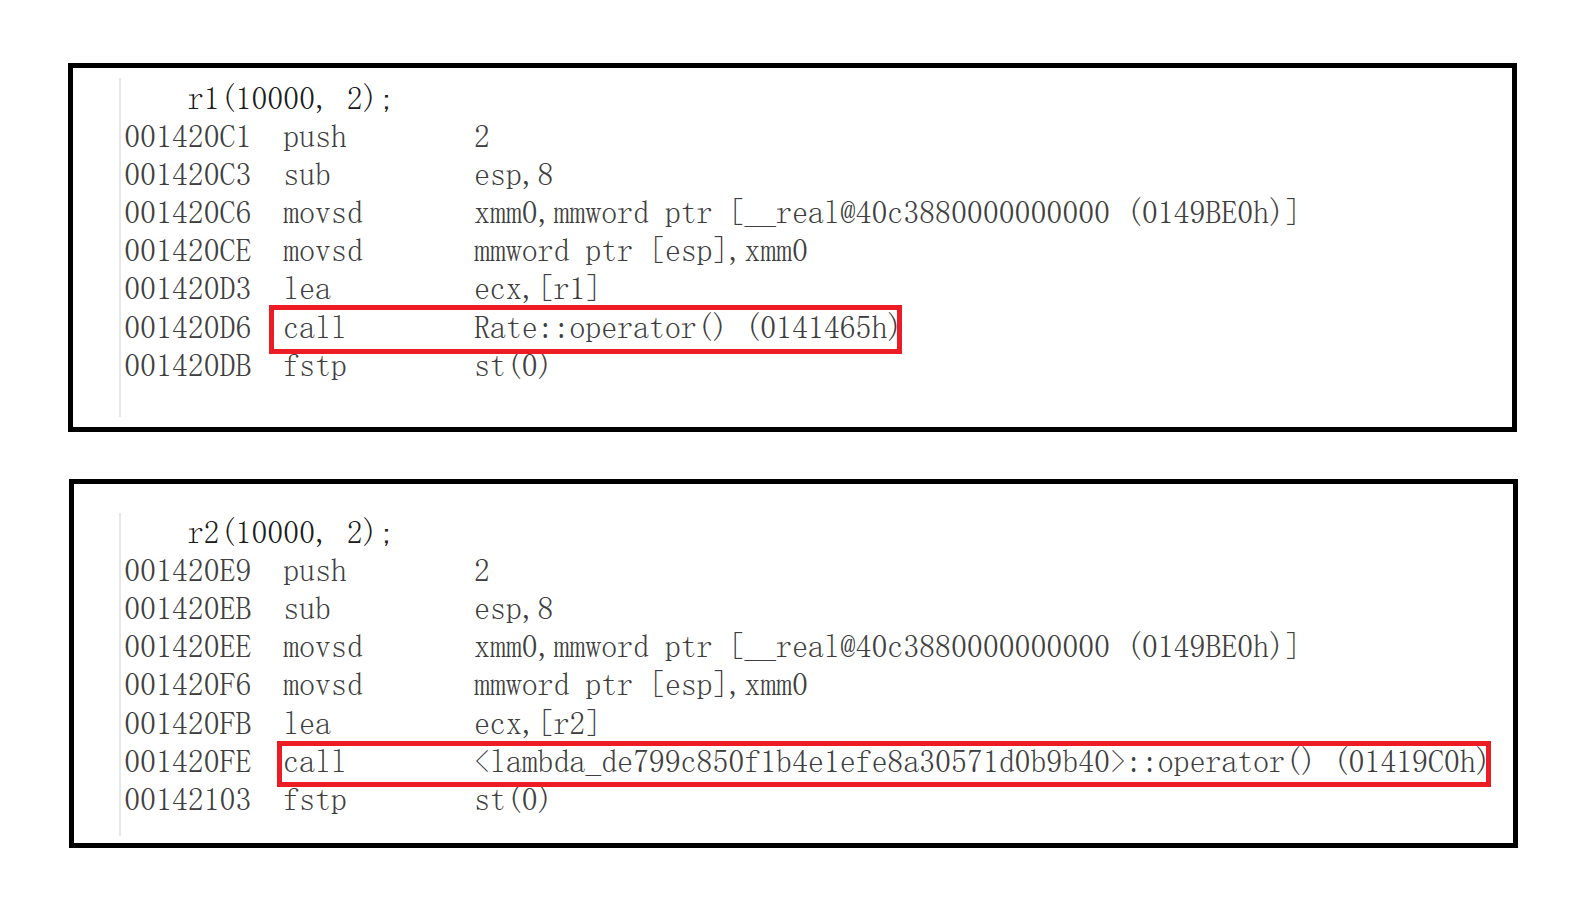 r1(10000, 2);
001420C1 push 2
001420C3 sub esp,8
001420C6 movsd xmm0,mmword ptr [__real@40c3880000000000 (0149BE0h)]
001420CE movsd mmword ptr [esp],xmm0
001420D3 lea ecx,[r1]
001420D6 call Rate::operator() (0141465h)
001420DB fstp st(0)
r2(10000, 2);
001420E9 push 2
001420EB sub esp,8
001420EE movsd xmm0,mmword ptr [__real@40c3880000000000 (0149BE0h)]
001420F6 movsd mmword ptr [esp],xmm0
001420FB lea ecx,[r2]
001420FE call <lambda_de799c850f1b4e1efe8a30571d0b9b40>::operator() (01419C0h)
00142103 fstp st(0)